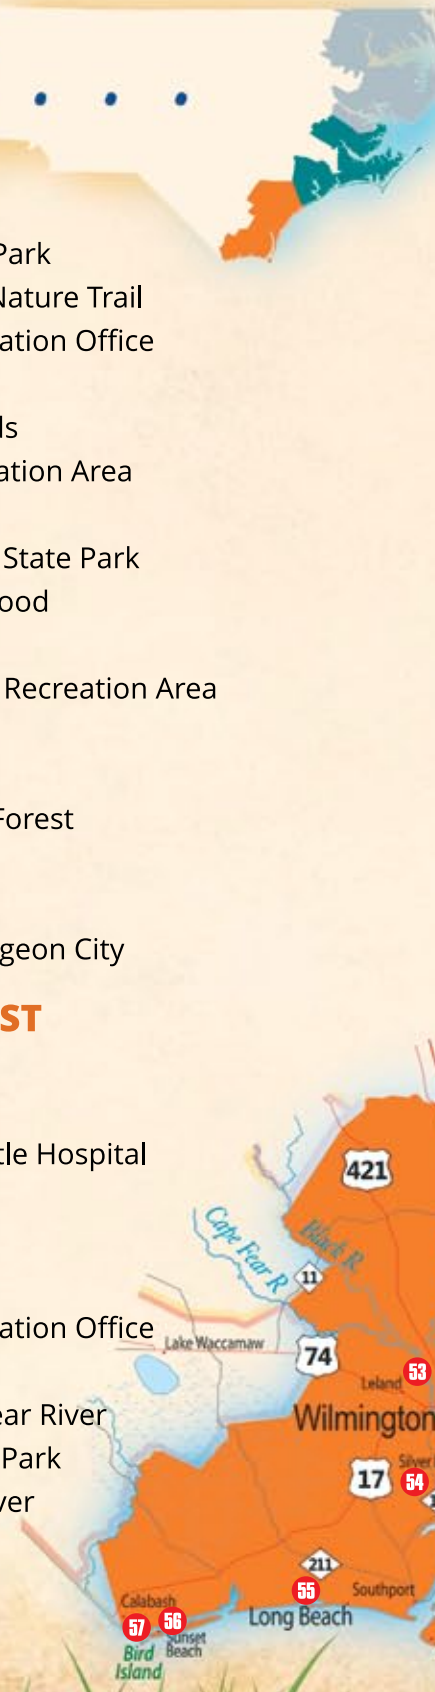 Park
Nature Trail
ation Office
ls
ation Area
State Park
ood
Recreation Area
Forest
geon City
ST
tle Hospital
ation Office
ear River
Park
ver
421
Cape Fear R
Black R.
11
Lake Waccamaw
74
53
Leland
Wilmington
Silver
17
54
1
211
55
Southport
Calabash
Long Beach
57
56
Sunset
Beach
Bird
Island